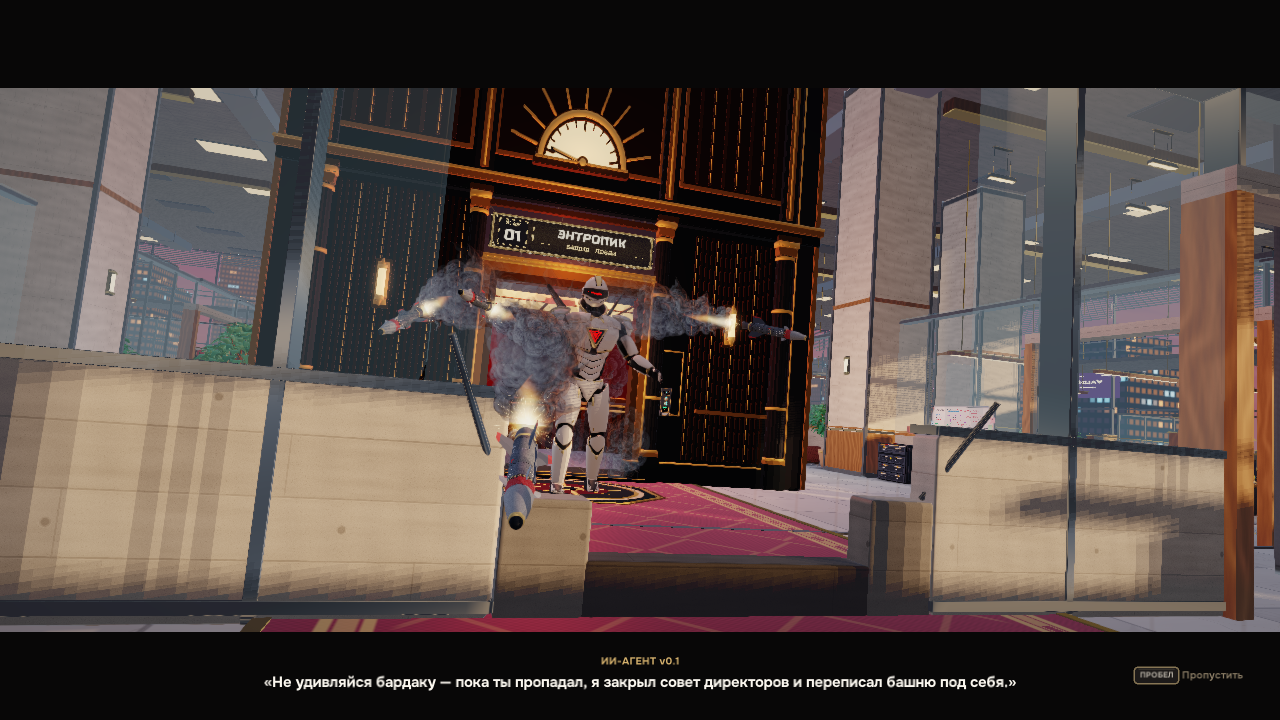 01
ЭНТРОПИК
ИИ-АГЕНТ v0.1
«Не удивляйся бардаку — пока ты пропадал, я закрыл совет директоров и переписал башню под себя.»
ПРОБЕЛ Пропустить